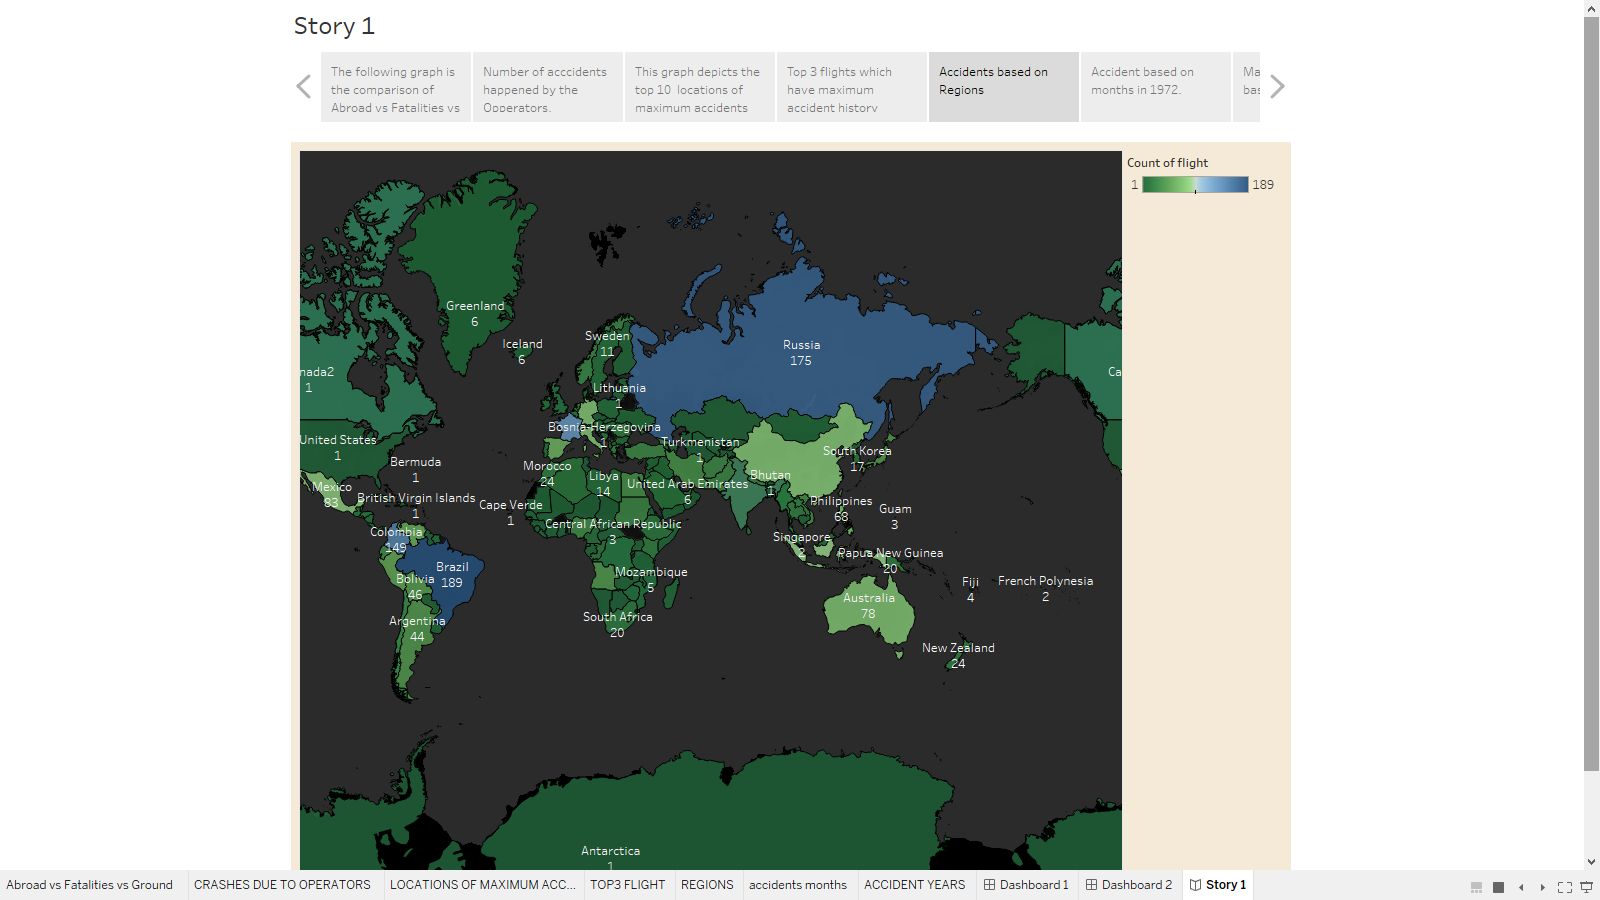 Story 1
The following graph is
the comparison of
Abroad vs Fatalities vs
Number of acccidents
happened by the
Opperators.
This graph depicts the
top 10 locations of
maximum accidents
Top 3 flights which
have maximum
accident history
Accidents based on
Regions
Accident based on
months in 1972.
Ma
bas
Count of flight
1
189
Greenland
6
Iceland
6
Sweden
11
Russia
175
nada2
1
Ca
Lithuania
1
Bosnia-Herzegovina
1
United States
1
Turkmenistan
1
South Korea
17
Bermuda
1
Morocco
24
Libya
14
United Arab Emirates
6
Bhutan
1
Mexico
83
British Virgin Islands
1
Cape Verde
1
Philippines
68
Guam
3
Central African Republic
3
Colombia
149
Singapore
2
Papua New Guinea
20
Brazil
189
Bolivia
46
Mozambique
5
Fiji
4
French Polynesia
2
Australia
78
Argentina
44
South Africa
20
New Zealand
24
Antarctica
1
Abroad vs Fatalities vs Ground
CRASHES DUE TO OPERATORS
LOCATIONS OF MAXIMUM ACC...
TOP3 FLIGHT
REGIONS
accidents months
ACCIDENT YEARS
Dashboard 1
Dashboard 2
Story 1